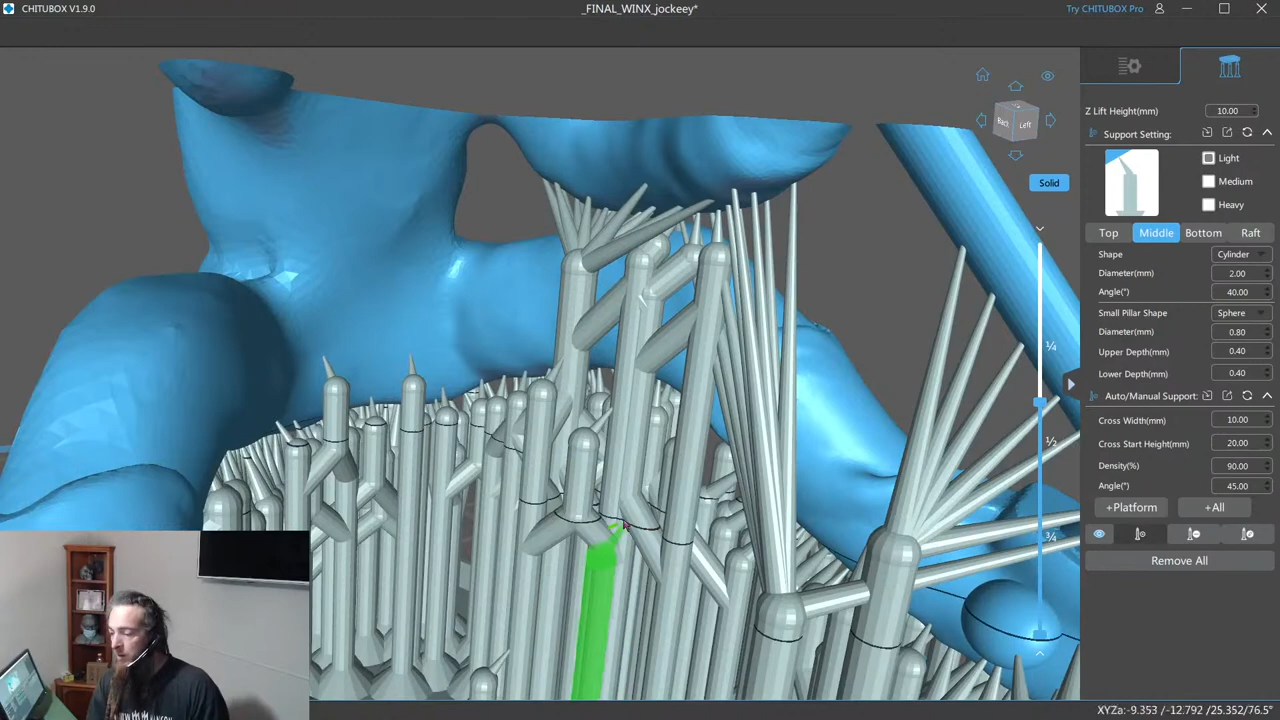 CHITUBOX V1.9.0
_FINAL_WINX_jockeey*
Try CHITUBOX Pro
Z Lift Height(mm) 10.00
Support Setting:
Light
Medium
Heavy
Top Middle Bottom Raft
Shape Cylinder
Diameter(mm) 2.00
Angle(°) 40.00
Small Pillar Shape Sphere
Diameter(mm) 0.80
Upper Depth(mm) 0.40
Lower Depth(mm) 0.40
Auto/Manual Support:
Cross Width(mm) 10.00
Cross Start Height(mm) 20.00
Density(%) 90.00
Angle(°) 45.00
+Platform +All
Remove All
Back Left
Solid
¼
½
¾
XYZa: -9.353 / -12.792 /25.352/76.5°